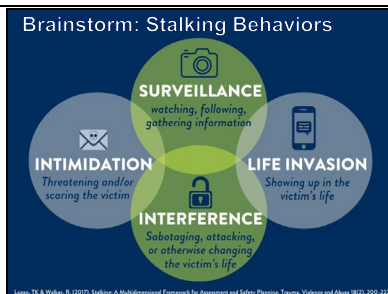 Brainstorm: Stalking Behaviors
SURVEILLANCE
watching, following,
gathering information
INTIMIDATION
Threatening and/or
scaring the victim
LIFE INVASION
Showing up in the
victim's life
INTERFERENCE
Sabotaging, attacking,
or otherwise changing
the victim's life
Logan, TK & Walker, R. (2017). Stalking: A Multidimensional Framework for Assessment and Safety Planning, Trauma, Violence and Abuse 18(2), 200-22